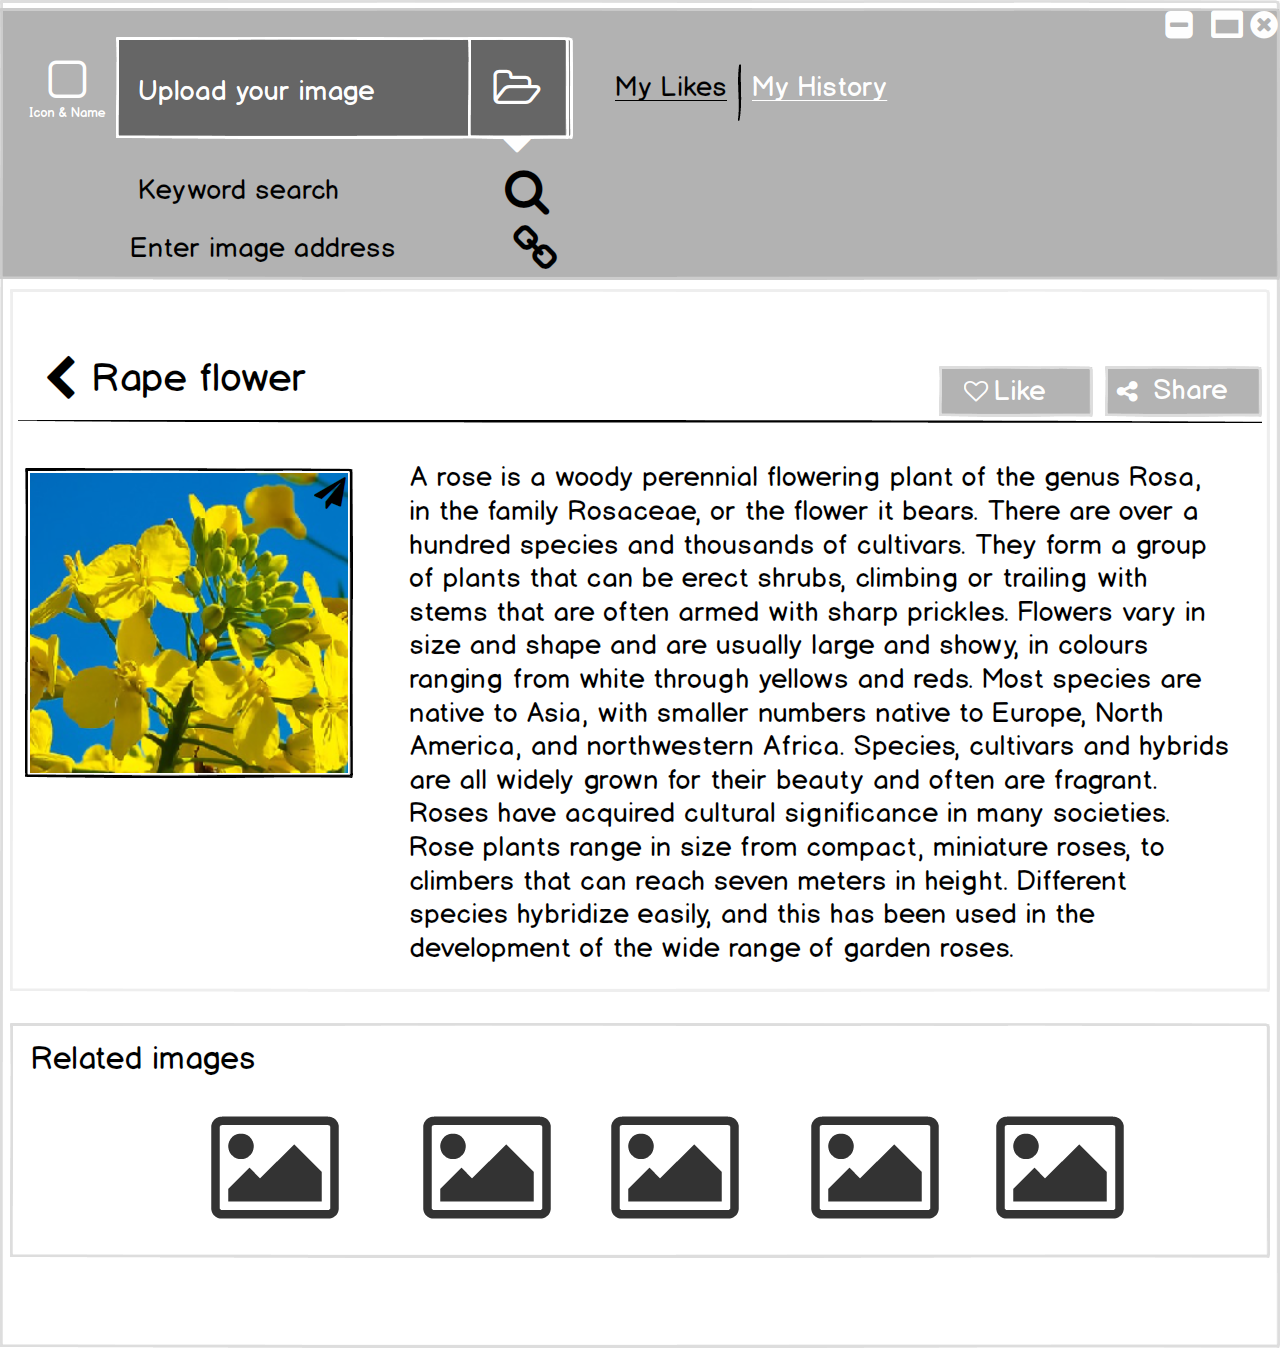 Icon & Name
Upload your image
My Likes
My History
Keyword search
Enter image address
Rape flower
Like
Share
A rose is a woody perennial flowering plant of the genus Rosa,
in the family Rosaceae, or the flower it bears. There are over a
hundred species and thousands of cultivars. They form a group
of plants that can be erect shrubs, climbing or trailing with
stems that are often armed with sharp prickles. Flowers vary in
size and shape and are usually large and showy, in colours
ranging from white through yellows and reds. Most species are
native to Asia, with smaller numbers native to Europe, North
America, and northwestern Africa. Species, cultivars and hybrids
are all widely grown for their beauty and often are fragrant.
Roses have acquired cultural significance in many societies.
Rose plants range in size from compact, miniature roses, to
climbers that can reach seven meters in height. Different
species hybridize easily, and this has been used in the
development of the wide range of garden roses.
Related images